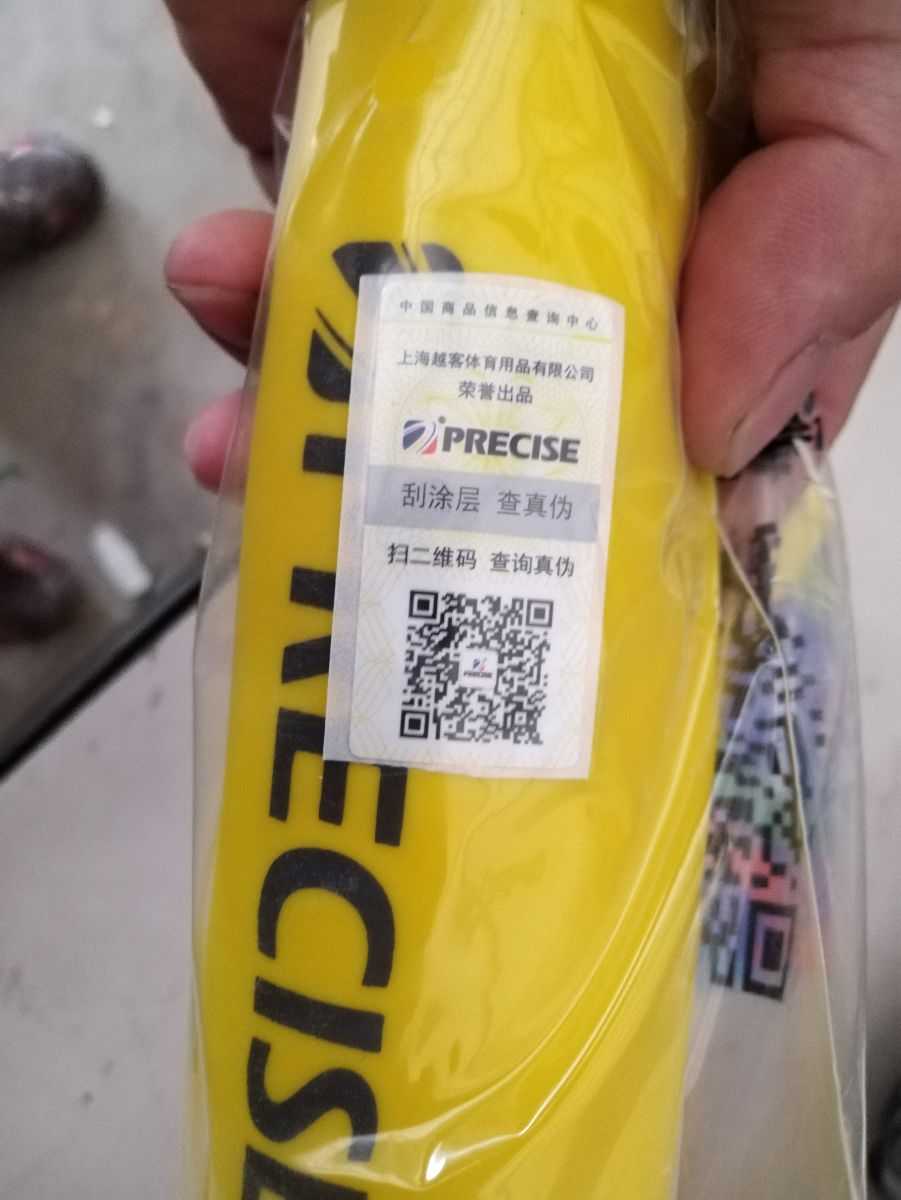 中国商品信息查询中心
上海越客体育用品有限公司
荣誉出品
PRECISE
刮涂层 查真伪
扫二维码 查询真伪
PRECISE
PRECISE